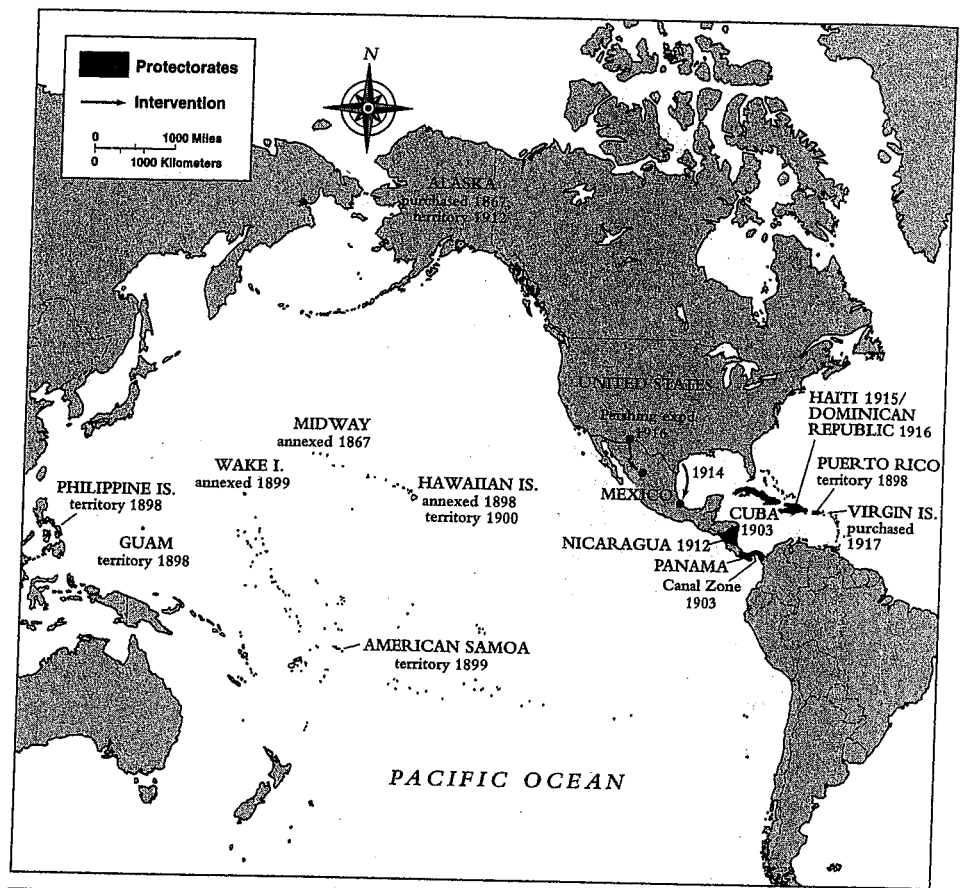 Protectorates
Intervention
0 1000 Miles
0 1000 Kilometers
N
ALASKA
purchased 1867
territory 1912
UNITED STATES
Pershing expd.
1916
HAITI 1915/
DOMINICAN
REPUBLIC 1916
MIDWAY
annexed 1867
1914
PUERTO RICO
territory 1898
WAKE I.
annexed 1899
HAWAIIAN IS.
annexed 1898
territory 1900
MEXICO
PHILIPPINE IS.
territory 1898
CUBA
1903
VIRGIN IS.
purchased
1917
GUAM
territory 1898
NICARAGUA 1912
PANAMA
Canal Zone
1903
AMERICAN SAMOA
territory 1899
PACIFIC OCEAN